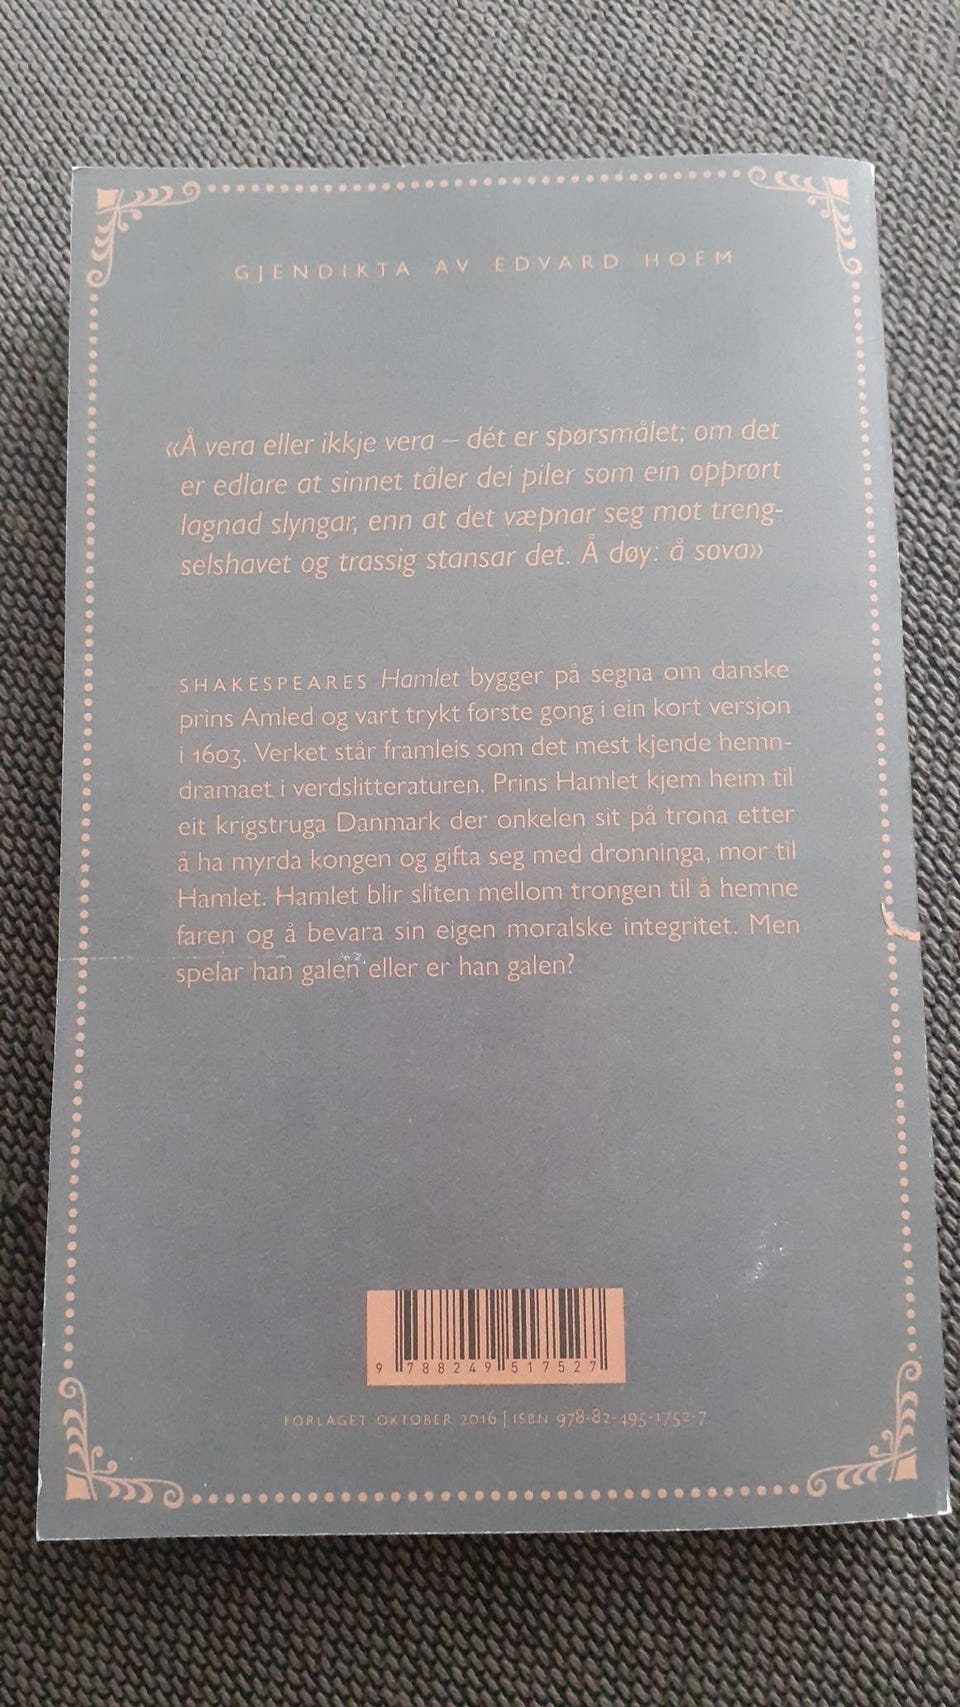 GJENDIKTA AV EDVARD HOEM
«Å vera eller ikkje vera – dét er spørsmålet; om det
er edlare at sinnet tåler dei piler som ein opprørt
lagnad slyngar, enn at det væpnar seg mot treng-
selshavet og trassig stansar det. Å døy: å sova»
SHAKESPEARES Hamlet bygger på segna om danske
prins Amled og vart trykt første gong i ein kort versjon
i 1603. Verket står framleis som det mest kjende hemn-
dramaet i verdslitteraturen. Prins Hamlet kjem heim til
eit krigstruga Danmark der onkelen sit på trona etter
å ha myrda kongen og gifta seg med dronninga, mor til
Hamlet. Hamlet blir sliten mellom trongen til å hemne
faren og å bevara sin eigen moralske integritet. Men
spelar han galen eller er han galen?
9 788249 517527
FORLAGET OKTOBER 2016 | ISBN 978-82-495-1752-7